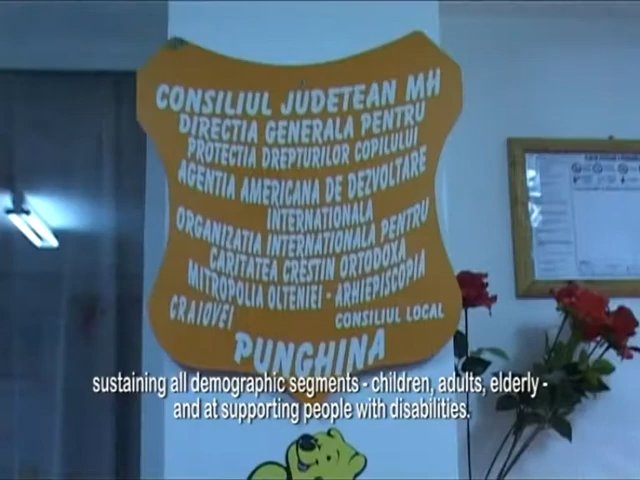 CONSILIUL JUDETEAN MH
DIRECTIA GENERALA PENTRU
PROTECTIA DREPTURILOR COPILULUI
AGENTIA AMERICANA DE DEZVOLTARE
INTERNATIONALA
ORGANIZATIA INTERNATIONALA PENTRU
CARITATEA CRESTIN ORTODOXA
MITROPOLIA OLTENIEI - ARHIEPISCOPIA
CRAIOVEI
CONSILIUL LOCAL
PUNGHINA
sustaining all demographic segments - children, adults, elderly -
and at supporting people with disabilities.